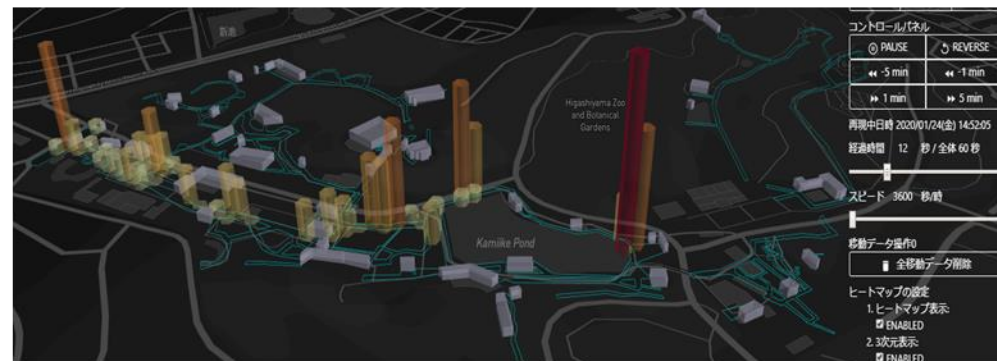 新池
Higashiyama Zoo
and Botanical
Gardens
Kamiike Pond
コントロールパネル
PAUSE
REVERSE
-5 min
-1 min
1 min
5 min
再現中日時 2020/01/24(金) 14:52:05
経過時間 12 秒 / 全体 60 秒
スピード 3600 秒/時
移動データ操作0
全移動データ削除
ヒートマップの設定
1. ヒートマップ表示:
ENABLED
2. 3次元表示:
ENABLED